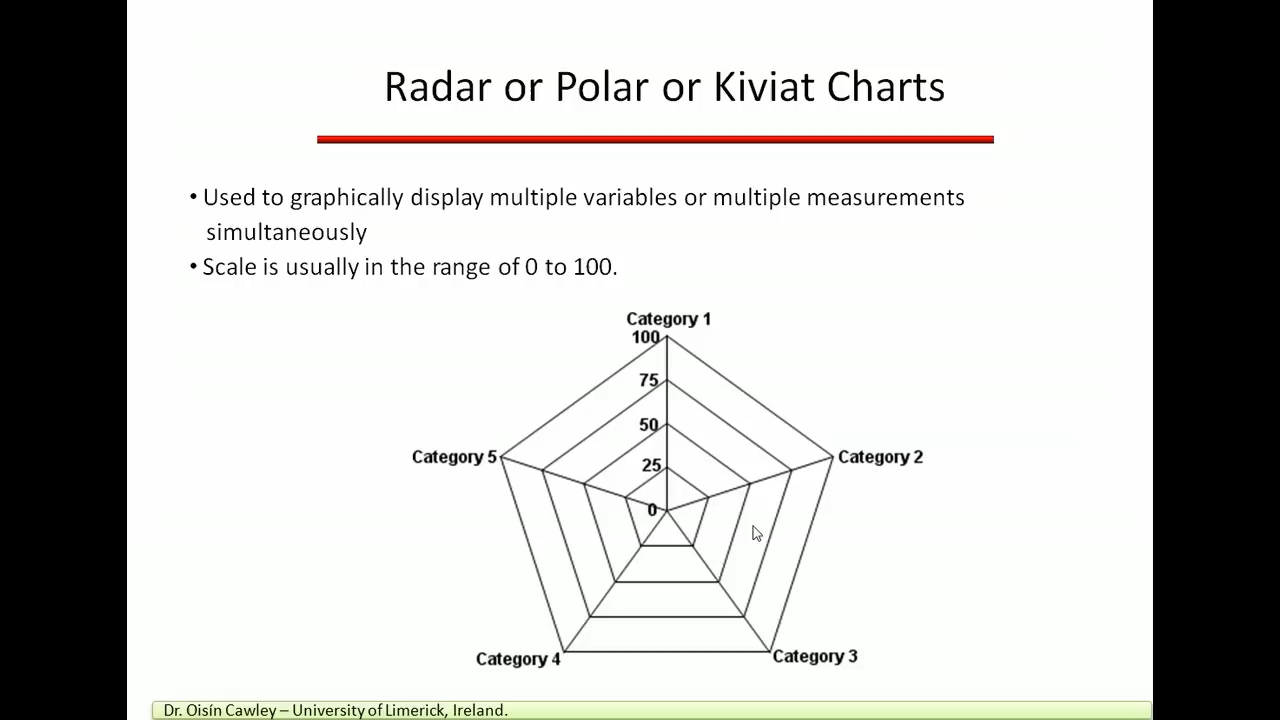 Radar or Polar or Kiviat Charts
• Used to graphically display multiple variables or multiple measurements
simultaneously
• Scale is usually in the range of 0 to 100.
Category 1
100
75
50
25
0
Category 5
Category 2
Category 4
Category 3
Dr. Oisín Cawley – University of Limerick, Ireland.